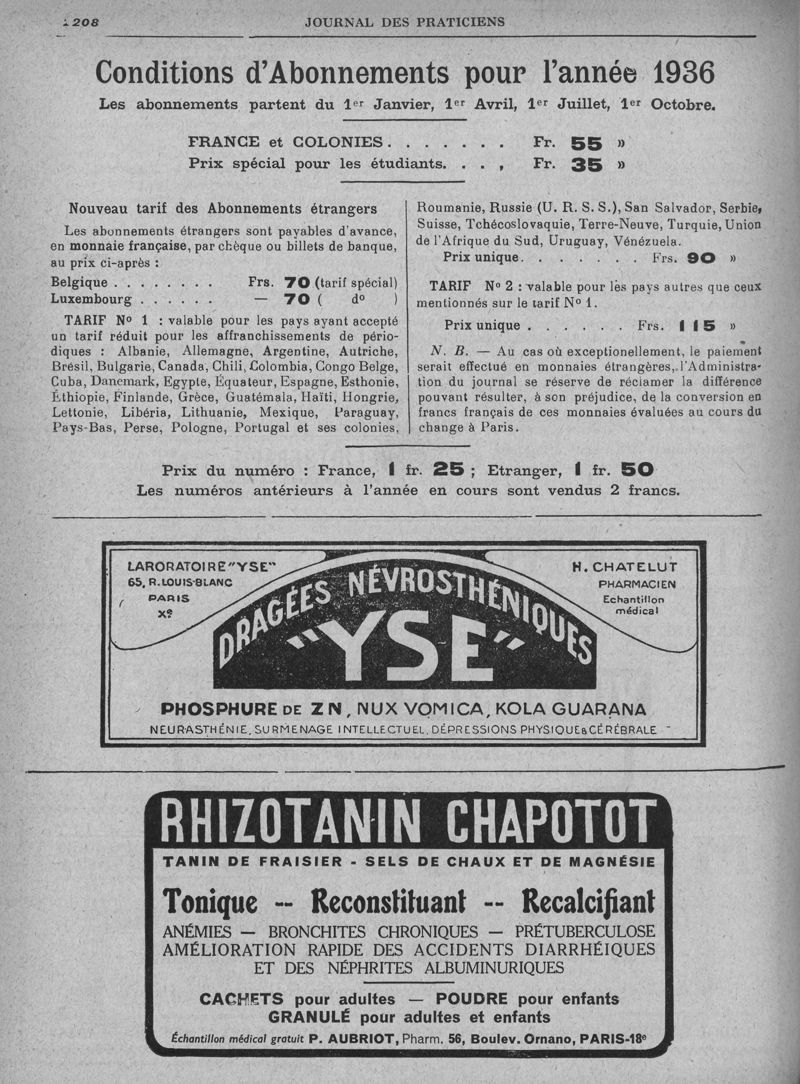 208
JOURNAL DES PRATICIENS
Conditions d'Abonnements pour l'année 1936
Les abonnements partent du 1er Janvier, 1er Avril, 1er Juillet, 1er Octobre.
FRANCE et COLONIES. . . . . . . Fr. 55 »
Prix spécial pour les étudiants. . . , Fr. 35 »
Nouveau tarif des Abonnements étrangers
Les abonnements étrangers sont payables d'avance,
en monnaie française, par chèque ou billets de banque,
au prix ci-après :
Belgique . . . . . . . . Frs. 70 (tarif spécial)
Luxembourg . . . . . . — 70 ( do )
TARIF No 1 : valable pour les pays ayant accepté
un tarif réduit pour les affranchissements de pério-
diques : Albanie, Allemagne, Argentine, Autriche,
Brésil, Bulgarie, Canada, Chili, Colombia, Congo Belge,
Cuba, Danemark, Egypte, Équateur, Espagne, Esthonie,
Éthiopie, Finlande, Grèce, Guatémala, Haïti, Hongrie,
Lettonie, Libéria, Lithuanie, Mexique, Paraguay,
Pays-Bas, Perse, Pologne, Portugal et ses colonies,
Roumanie, Russie (U. R. S. S.), San Salvador, Serbie,
Suisse, Tchécoslovaquie, Terre-Neuve, Turquie, Union
de l'Afrique du Sud, Uruguay, Vénézuela.
Prix unique. . . . . . . Frs. 90 »
TARIF No 2 : valable pour les pays autres que ceux
mentionnés sur le tarif No 1.
Prix unique . . . . . . Frs. 115 »
N. B. — Au cas où exceptionellement, le paiement
serait effectué en monnaies étrangères, l'Administra-
tion du journal se réserve de réclamer la différence
pouvant résulter, à son préjudice, de la conversion en
francs français de ces monnaies évaluées au cours du
change à Paris.
Prix du numéro : France, 1 fr. 25 ; Etranger, 1 fr. 50
Les numéros antérieurs à l'année en cours sont vendus 2 francs.
LARORATOIRE "YSE"
65, R. LOUIS-BLANC
PARIS
Xe
H. CHATELUT
PHARMACIEN
Echantillon
médical
DRAGÉES NÉVROSTHÉNIQUES
"YSE"
PHOSPHURE DE ZN, NUX VOMICA, KOLA GUARANA
NEURASTHÉNIE, SURMENAGE INTELLECTUEL, DÉPRESSIONS PHYSIQUE & CÉRÉBRALE
RHIZOTANIN CHAPOTOT
TANIN DE FRAISIER - SELS DE CHAUX ET DE MAGNÉSIE
Tonique -- Reconstituant -- Recalcifiant
ANÉMIES — BRONCHITES CHRONIQUES — PRÉTUBERCULOSE
AMÉLIORATION RAPIDE DES ACCIDENTS DIARRHÉIQUES
ET DES NÉPHRITES ALBUMINURIQUES
CACHETS pour adultes — POUDRE pour enfants
GRANULÉ pour adultes et enfants
Échantillon médical gratuit P. AUBRIOT, Pharm. 56, Boulev. Ornano, PARIS-18e